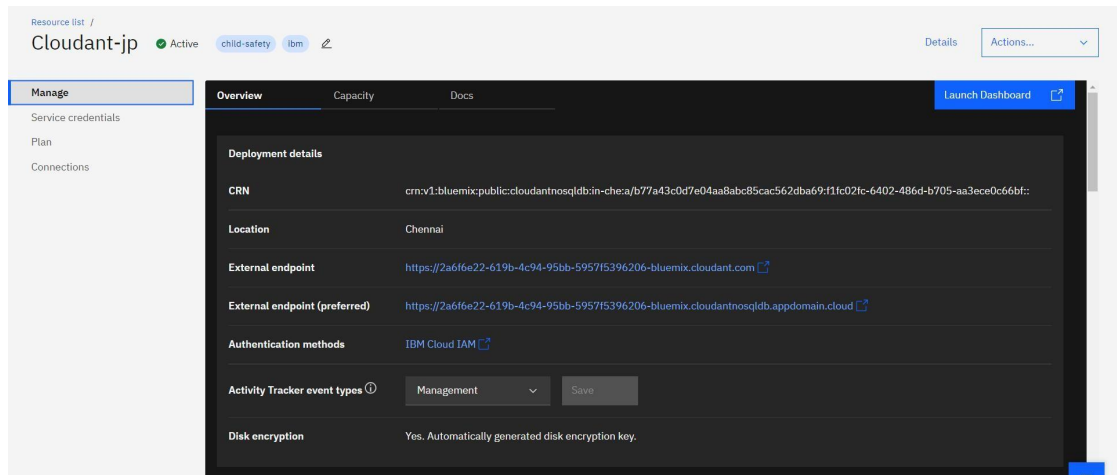 Resource list /
Cloudant-jp Active child-safety ibm Details Actions...
Manage
Service credentials
Plan
Connections
Overview Capacity Docs Launch Dashboard
Deployment details
CRN crn:v1:bluemix:public:cloudantnosqldb:in-che:a/b77a43c0d7e04aa8abc85cac562dba69:f1fc02fc-6402-486d-b705-aa3ece0c66bf::
Location Chennai
External endpoint https://2a6f6e22-619b-4c94-95bb-5957f5396206-bluemix.cloudant.com
External endpoint (preferred) https://2a6f6e22-619b-4c94-95bb-5957f5396206-bluemix.cloudantnosqldb.appdomain.cloud
Authentication methods IBM Cloud IAM
Activity Tracker event types Management Save
Disk encryption Yes. Automatically generated disk encryption key.